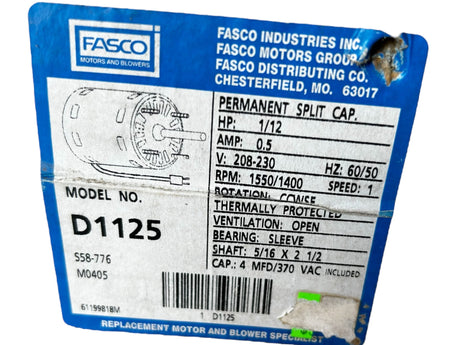 FASCO
MOTORS AND BLOWERS
FASCO INDUSTRIES INC.
FASCO MOTORS GROUP
FASCO DISTRIBUTING CO.
CHESTERFIELD, MO. 63017
PERMANENT SPLIT CAP.
HP: 1/12
AMP: 0.5
V: 208-230 HZ: 60/50
RPM: 1550/1400 SPEED: 1
ROTATION: CCWSE
THERMALLY PROTECTED
VENTILATION: OPEN
BEARING: SLEEVE
SHAFT: 5/16 X 2 1/2
CAP.: 4 MFD/370 VAC INCLUDED
MODEL NO.
D1125
S58-776
M0405
61199818M
1 D1125
REPLACEMENT MOTOR AND BLOWER SPECIALIST